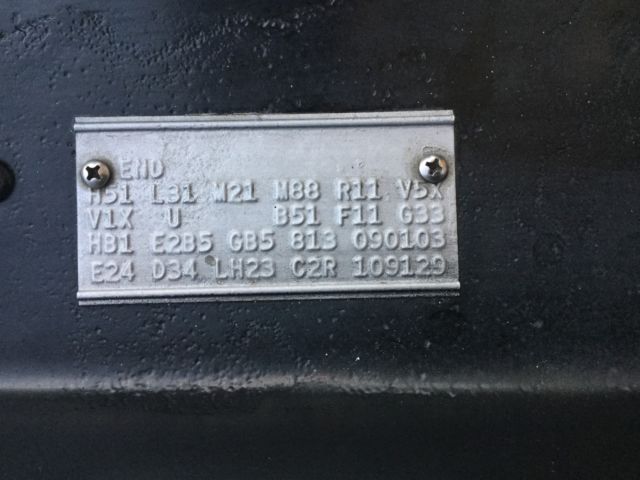 END
H51 L31 M21 M88 R11 V5X
V1X U B51 F11 G33
HB1 E2B5 GB5 813 090103
E24 D34 LH23 C2R 109129